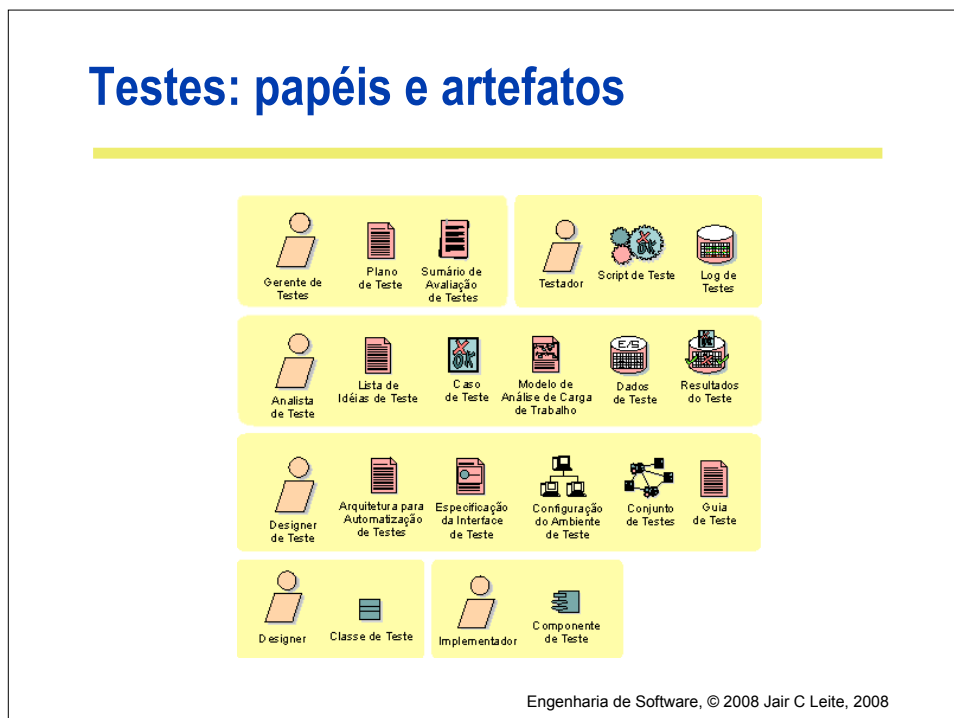 Testes: papéis e artefatos
Gerente de
Testes
Plano
de Teste
Sumário de
Avaliação
de Testes
Testador
OK
Script de Teste
Log de
Testes
Analista
de Teste
Lista de
Idéias de Teste
OK
Caso
de Teste
Modelo de
Análise de Carga
de Trabalho
E/S
Dados
de Teste
OK
Resultados
do Teste
Designer
de Teste
Arquitetura para
Automatização
de Testes
Especificação
da Interface
de Teste
Configuração
do Ambiente
de Teste
Conjunto
de Testes
Guia
de Teste
Designer
Classe de Teste
Implementador
Componente
de Teste
Engenharia de Software, © 2008 Jair C Leite, 2008